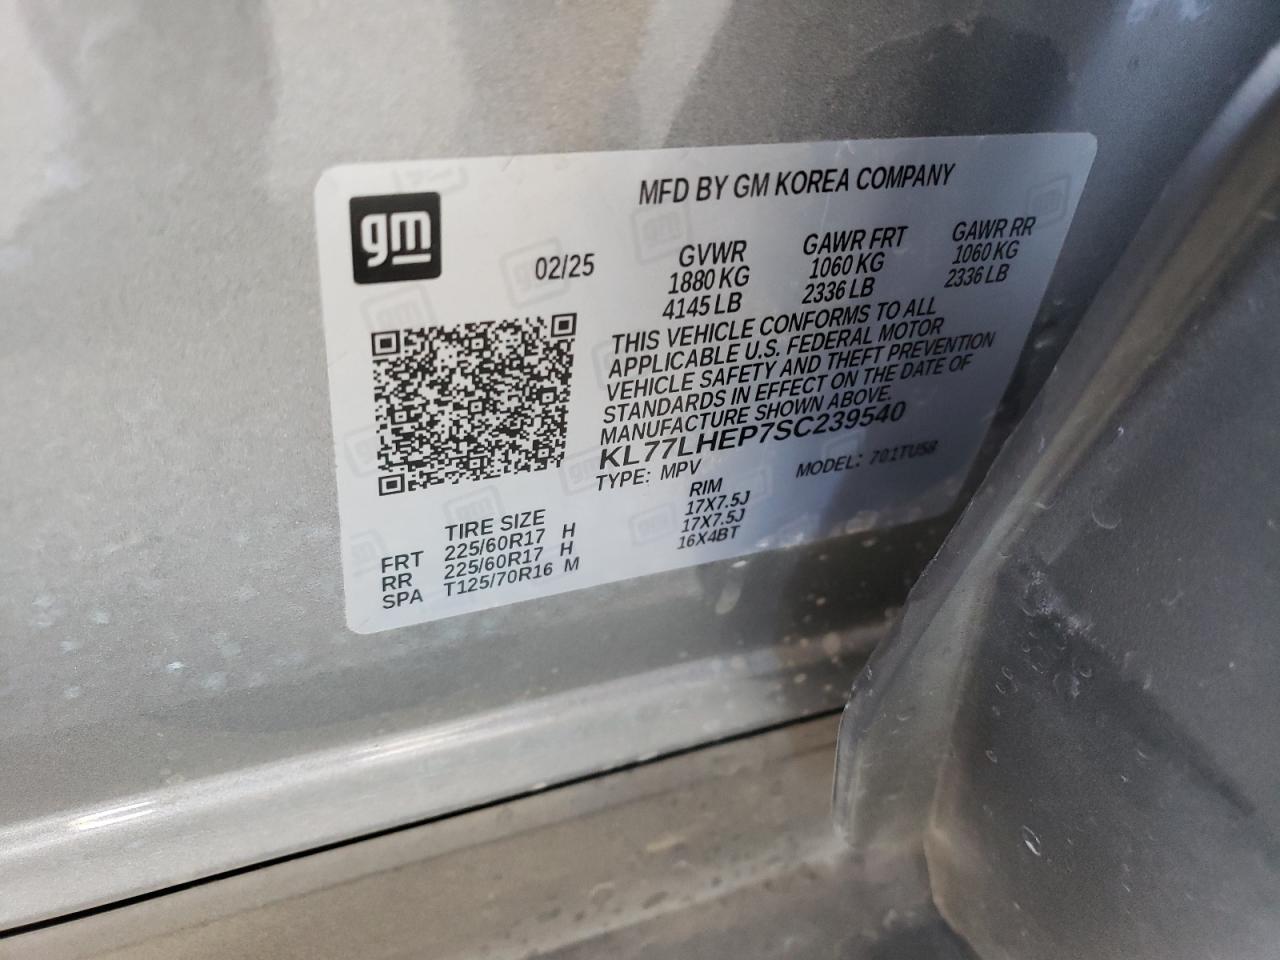 gm
MFD BY GM KOREA COMPANY
02/25
GVWR GAWR FRT GAWR RR
1880 KG 1060 KG 1060 KG
4145 LB 2336 LB 2336 LB
THIS VEHICLE CONFORMS TO ALL
APPLICABLE U.S. FEDERAL MOTOR
VEHICLE SAFETY AND THEFT PREVENTION
STANDARDS IN EFFECT ON THE DATE OF
MANUFACTURE SHOWN ABOVE.
KL77LHEP7SC239540
TYPE: MPV MODEL: 701TU58
TIRE SIZE RIM
FRT 225/60R17 H 17X7.5J
RR 225/60R17 H 17X7.5J
SPA T125/70R16 M 16X4BT